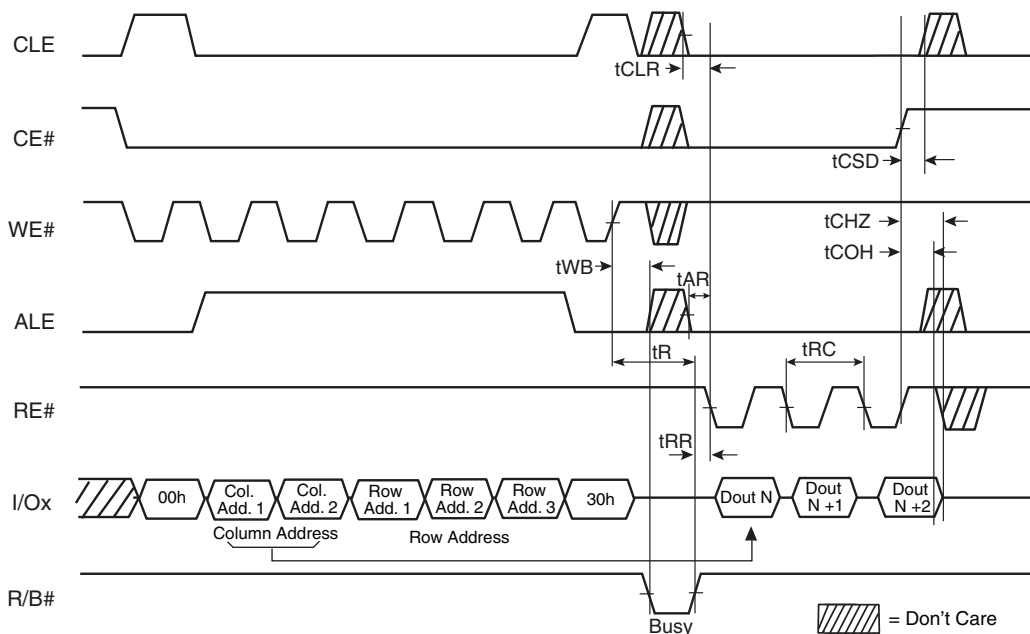 CLE
tCLR
CE#
tCSD
WE#
tCHZ
tCOH
tWB
tAR
ALE
tR
tRC
RE#
tRR
I/Ox
00h
Col. Add. 1
Col. Add. 2
Row Add. 1
Row Add. 2
Row Add. 3
30h
Dout N
Dout N +1
Dout N +2
Column Address
Row Address
R/B#
Busy
= Don't Care